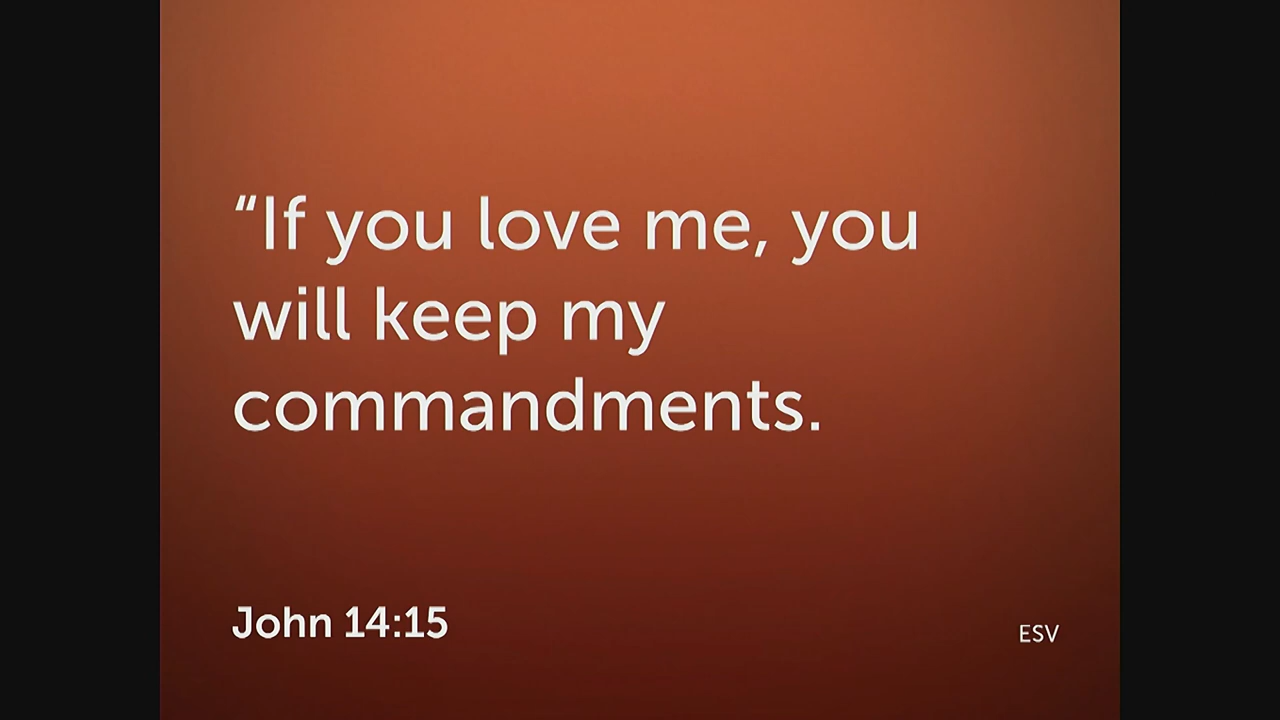 “If you love me, you
will keep my
commandments.
John 14:15
ESV